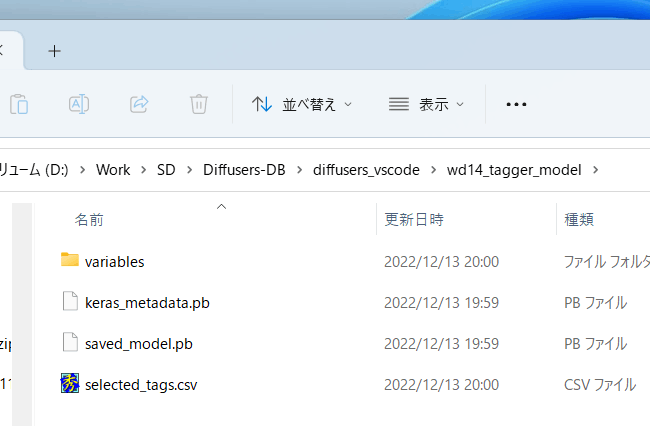 並べ替え 表示
リューム (D:) Work SD Diffusers-DB diffusers_vscode wd14_tagger_model
名前 更新日時 種類
variables 2022/12/13 20:00 ファイル フォルダ
keras_metadata.pb 2022/12/13 19:59 PB ファイル
zip saved_model.pb 2022/12/13 19:59 PB ファイル
11 秀 selected_tags.csv 2022/12/13 20:00 CSV ファイル